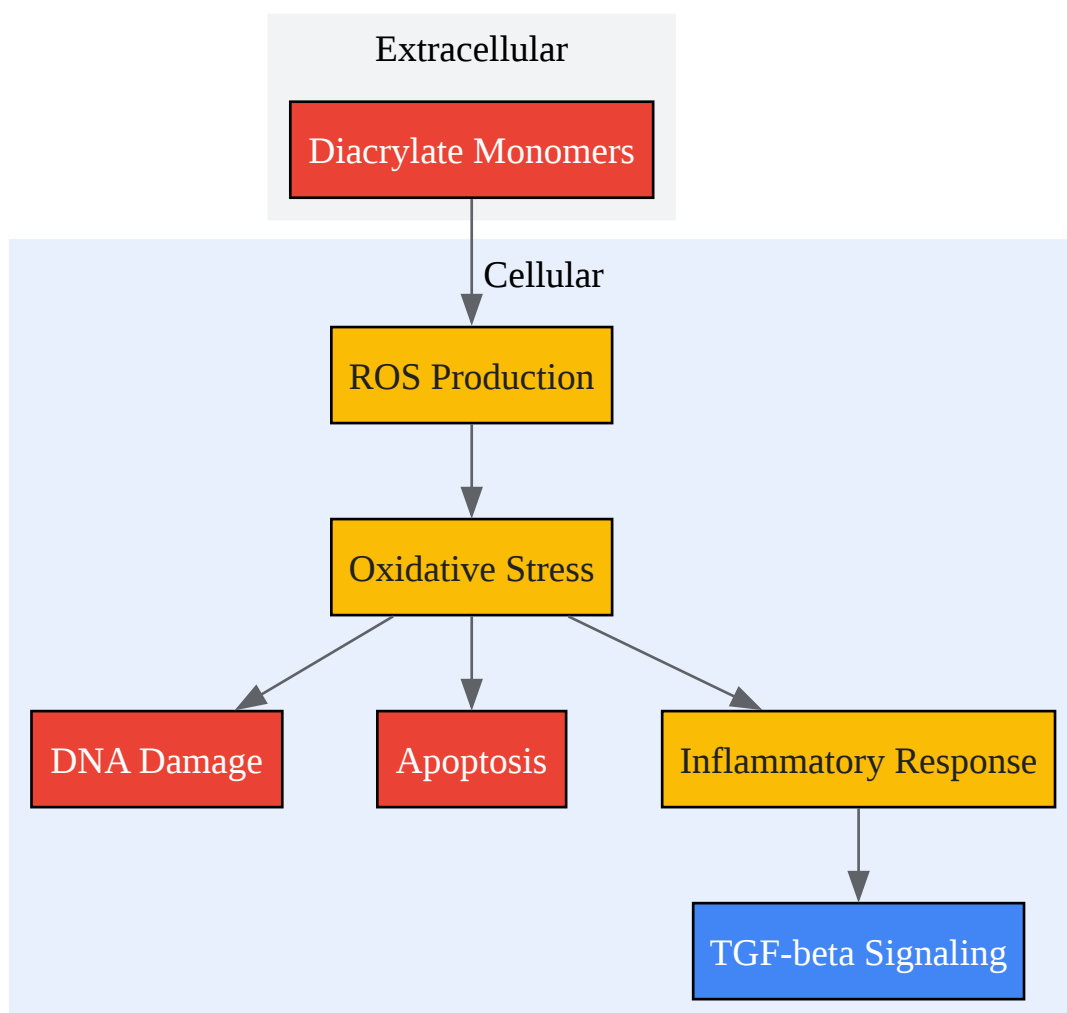 Extracellular
Diacrylate Monomers
Cellular
ROS Production
Oxidative Stress
DNA Damage
Apoptosis
Inflammatory Response
TGF-beta Signaling